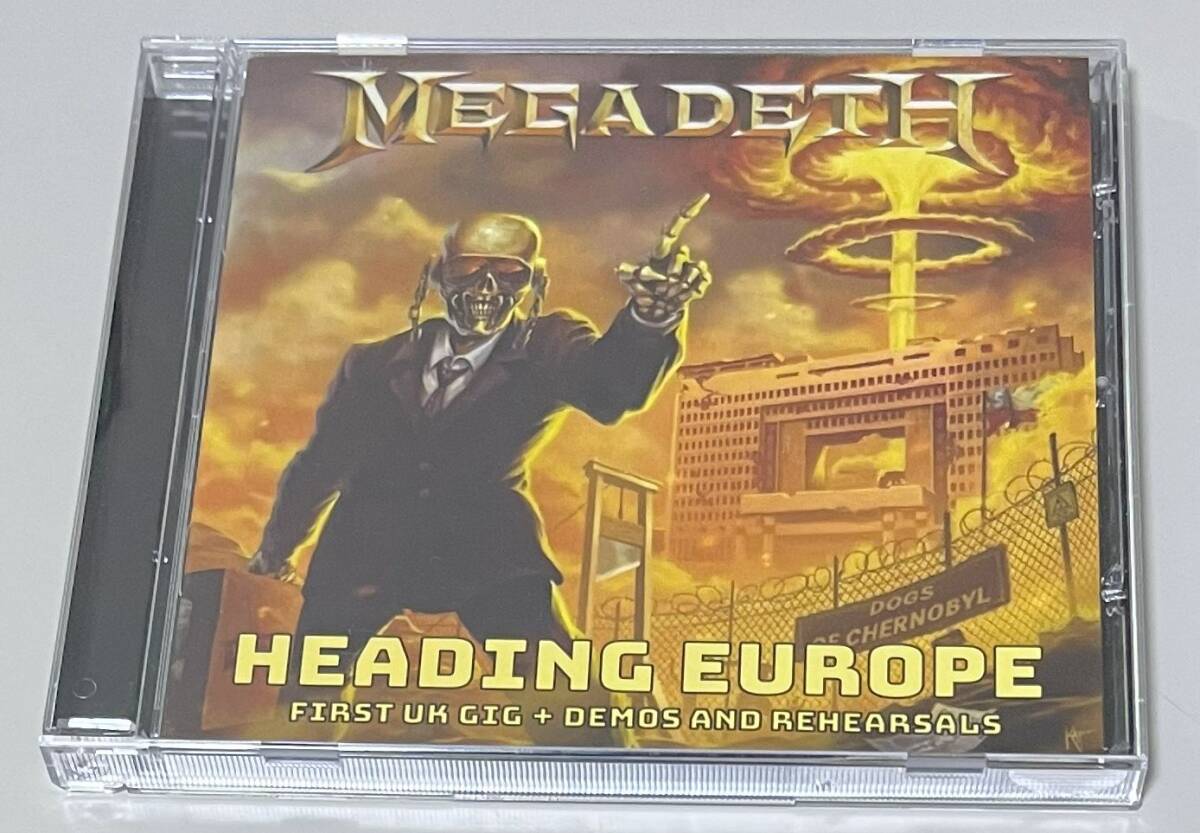 MEGADETH
DOGS
OF CHERNOBYL
HEADING EUROPE
FIRST UK GIG + DEMOS AND REHEARSALS